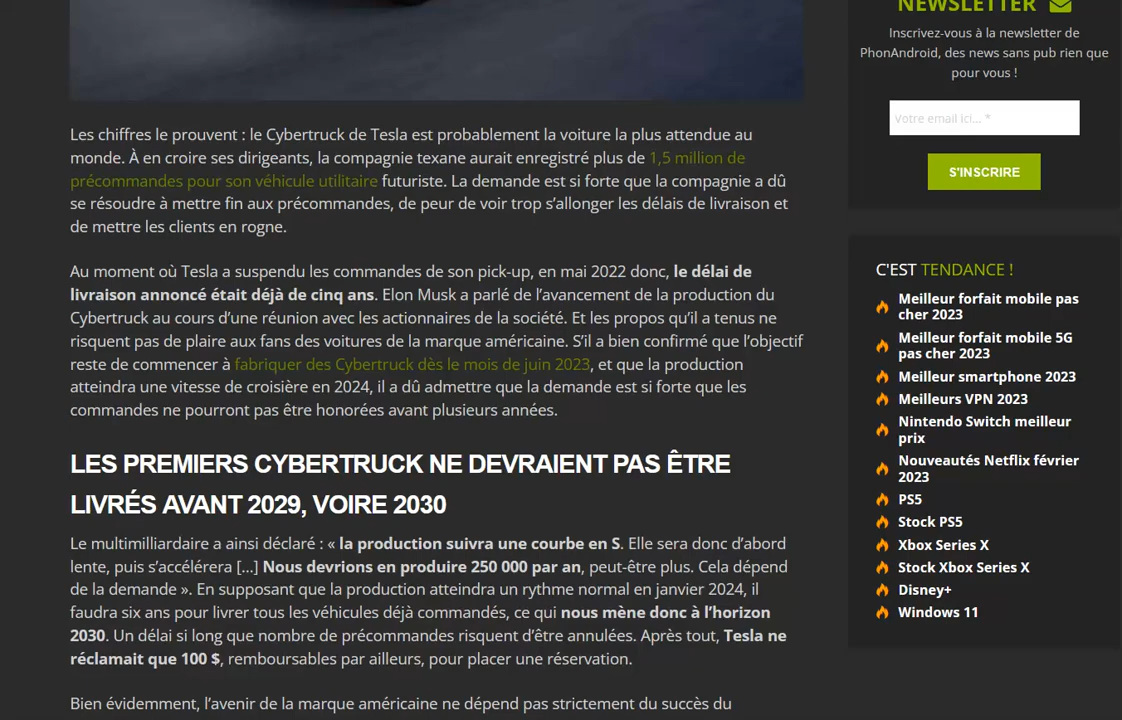 Les chiffres le prouvent : le Cybertruck de Tesla est probablement la voiture la plus attendue au
monde. À en croire ses dirigeants, la compagnie texane aurait enregistré plus de 1,5 million de
précommandes pour son véhicule utilitaire futuriste. La demande est si forte que la compagnie a dû
se résoudre à mettre fin aux précommandes, de peur de voir trop s’allonger les délais de livraison et
de mettre les clients en rogne.
Au moment où Tesla a suspendu les commandes de son pick-up, en mai 2022 donc, le délai de
livraison annoncé était déjà de cinq ans. Elon Musk a parlé de l’avancement de la production du
Cybertruck au cours d’une réunion avec les actionnaires de la société. Et les propos qu’il a tenus ne
risquent pas de plaire aux fans des voitures de la marque américaine. S’il a bien confirmé que l’objectif
reste de commencer à fabriquer des Cybertruck dès le mois de juin 2023, et que la production
atteindra une vitesse de croisière en 2024, il a dû admettre que la demande est si forte que les
commandes ne pourront pas être honorées avant plusieurs années.
LES PREMIERS CYBERTRUCK NE DEVRAIENT PAS ÊTRE
LIVRÉS AVANT 2029, VOIRE 2030
Le multimilliardaire a ainsi déclaré : « la production suivra une courbe en S. Elle sera donc d’abord
lente, puis s’accélérera […] Nous devrions en produire 250 000 par an, peut-être plus. Cela dépend
de la demande ». En supposant que la production atteindra un rythme normal en janvier 2024, il
faudra six ans pour livrer tous les véhicules déjà commandés, ce qui nous mène donc à l’horizon
2030. Un délai si long que nombre de précommandes risquent d’être annulées. Après tout, Tesla ne
réclamait que 100 $, remboursables par ailleurs, pour placer une réservation.
Bien évidemment, l’avenir de la marque américaine ne dépend pas strictement du succès du
NEWSLETTER
Inscrivez-vous à la newsletter de
PhonAndroid, des news sans pub rien que
pour vous !
Votre email ici... *
S'INSCRIRE
C'EST TENDANCE !
Meilleur forfait mobile pas
cher 2023
Meilleur forfait mobile 5G
pas cher 2023
Meilleur smartphone 2023
Meilleurs VPN 2023
Nintendo Switch meilleur
prix
Nouveautés Netflix février
2023
PS5
Stock PS5
Xbox Series X
Stock Xbox Series X
Disney+
Windows 11